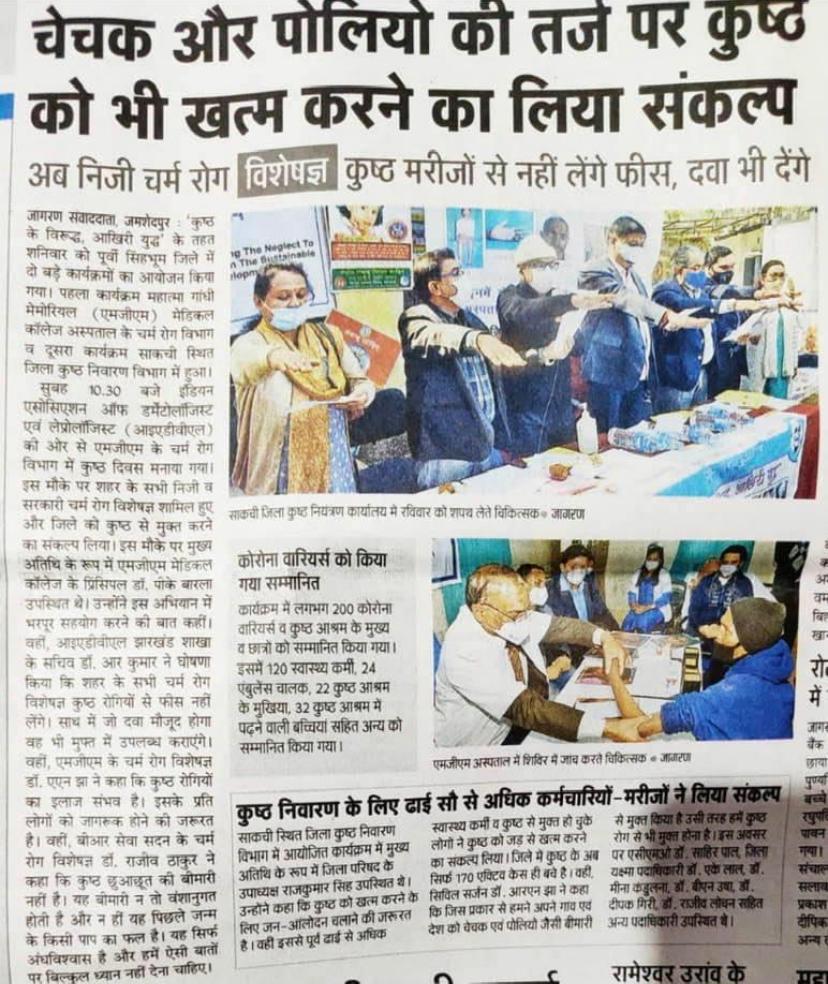 चेचक और पोलियो की तर्ज पर कुष्ठ
को भी खत्म करने का लिया संकल्प
अब निजी चर्म रोग विशेषज्ञ कुष्ठ मरीजों से नहीं लेंगे फीस, दवा भी देंगे
जागरण संवाददाता, जमशेदपुर : 'कुष्ठ
के विरूद्ध, आखिरी युद्ध' के तहत
शनिवार को पूर्वी सिंहभूम जिले में
दो बड़े कार्यक्रमों का आयोजन किया
गया। पहला कार्यक्रम महात्मा गांधी
मेमोरियल (एमजीएम) मेडिकल
कॉलेज अस्पताल के चर्म रोग विभाग
व दूसरा कार्यक्रम साकची स्थित
जिला कुष्ठ निवारण विभाग में हुआ।
सुबह 10.30 बजे इंडियन
एसोसिएशन ऑफ डर्मेटोलॉजिस्ट
एवं लेप्रोलॉजिस्ट (आइएडीवीएल)
की ओर से एमजीएम के चर्म रोग
विभाग में कुष्ठ दिवस मनाया गया।
इस मौके पर शहर के सभी निजी व
सरकारी चर्म रोग विशेषज्ञ शामिल हुए
और जिले को कुष्ठ से मुक्त करने
का संकल्प लिया। इस मौके पर मुख्य
अतिथि के रूप में एमजीएम मेडिकल
कॉलेज के प्रिंसिपल डॉ. पीके बारला
उपस्थित थे। उन्होंने इस अभियान में
भरपूर सहयोग करने की बात कहीं।
वहीं, आइएडीवीएल झारखंड शाखा
के सचिव डॉ. आर कुमार ने घोषणा
किया कि शहर के सभी चर्म रोग
विशेषज्ञ कुष्ठ रोगियों से फीस नहीं
लेंगे। साथ में जो दवा मौजूद होगा
वह भी मुफ्त में उपलब्ध कराएंगे।
वहीं, एमजीएम के चर्म रोग विशेषज्ञ
डॉ. एएन झा ने कहा कि कुष्ठ रोगियों
का इलाज संभव है। इसके प्रति
लोगों को जागरूक होने की जरूरत
है। वहीं, बीआर सेवा सदन के चर्म
रोग विशेषज्ञ डॉ. राजीव ठाकुर ने
कहा कि कुष्ठ छुआछूत की बीमारी
नहीं है। यह बीमारी न तो वंशानुगत
होती है और न हीं यह पिछले जन्म
के किसी पाप का फल है। यह सिर्फ
अंधविश्वास है और हमें ऐसी बातों
पर बिल्कुल ध्यान नहीं देना चाहिए।
ng The Neglect To
The Sustainable
साकची जिला कुष्ठ नियंत्रण कार्यालय में रविवार को शपथ लेते चिकित्सक ● जागरण
कोरोना वारियर्स को किया
गया सम्मानित
कार्यक्रम में लगभग 200 कोरोना
वारियर्स व कुष्ठ आश्रम के मुख्य
व छात्रों को सम्मानित किया गया।
इसमें 120 स्वास्थ्य कर्मी, 24
एंबुलेंस चालक, 22 कुष्ठ आश्रम
के मुखिया, 32 कुष्ठ आश्रम में
पढ़ने वाली बच्चियां सहित अन्य को
सम्मानित किया गया।
एमजीएम अस्पताल में शिविर में जांच करते चिकित्सक ● जागरण
कुष्ठ निवारण के लिए ढाई सौ से अधिक कर्मचारियों-मरीजों ने लिया संकल्प
साकची स्थित जिला कुष्ठ निवारण
विभाग में आयोजित कार्यक्रम में मुख्य
अतिथि के रूप में जिला परिषद के
उपाध्यक्ष राजकुमार सिंह उपस्थित थे।
उन्होंने कहा कि कुष्ठ को खत्म करने के
लिए जन-आंदोलन चलाने की जरूरत
है। वहीं इससे पूर्व ढाई से अधिक
स्वास्थ्य कर्मी व कुष्ठ से मुक्त हो चुके
लोगों ने कुष्ठ को जड़ से खत्म करने
का संकल्प लिया। जिले में कुष्ठ के अब
सिर्फ 170 एक्टिव केस ही बचे है। वहीं,
सिविल सर्जन डॉ. आरएन झा ने कहा
कि जिस प्रकार से हमने अपने गांव एवं
देश को चेचक एवं पोलियो जैसी बीमारी
से मुक्त किया है उसी तरह हमें कुष्ठ
रोग से भी मुक्त होना है। इस अवसर
पर एसीएमओ डॉ. साहिर पाल, जिला
यक्ष्मा पदाधिकारी डॉ. एके लाल, डॉ.
मीना कंडुलना, डॉ. बीएन उषा, डॉ.
दीपक गिरी, डॉ. राजीव लोचन सहित
अन्य पदाधिकारी उपस्थित थे।
रामेश्वर उरांव के